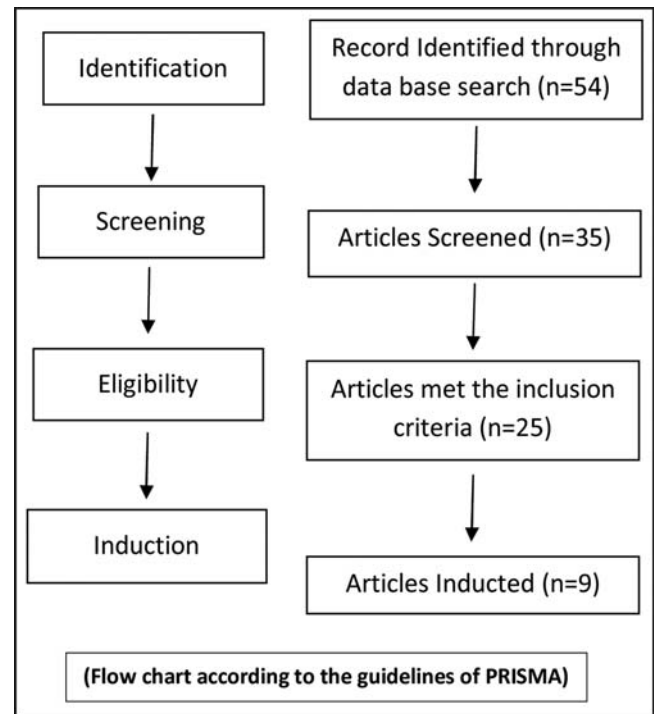 Identification
Record Identified through
data base search (n=54)
Screening
Articles Screened (n=35)
Eligibility
Articles met the inclusion
criteria (n=25)
Induction
Articles Inducted (n=9)
(Flow chart according to the guidelines of PRISMA)